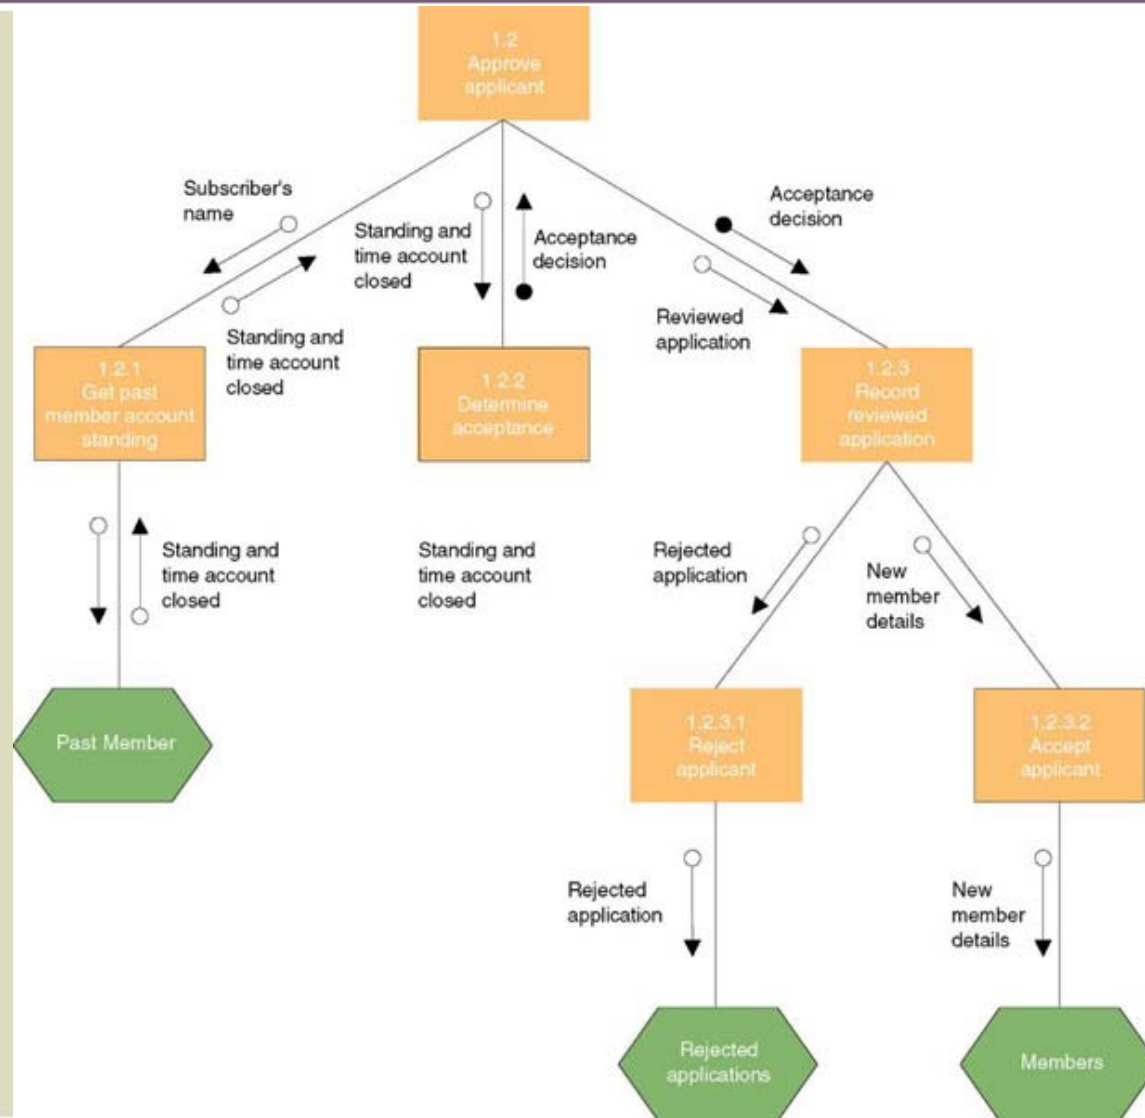 1.2
Approve
applicant
Subscriber's
name
Standing and
time account
closed
Acceptance
decision
Acceptance
decision
Standing and
time account
closed
Reviewed
application
1.2.1
Get past
member account
standing
1.2.2
Determine
acceptance
1.2.3
Record
reviewed
application
Standing and
time account
closed
Standing and
time account
closed
Rejected
application
New
member
details
Past Member
1.2.3.1
Reject
applicant
1.2.3.2
Accept
applicant
Rejected
application
New
member
details
Rejected
applications
Members